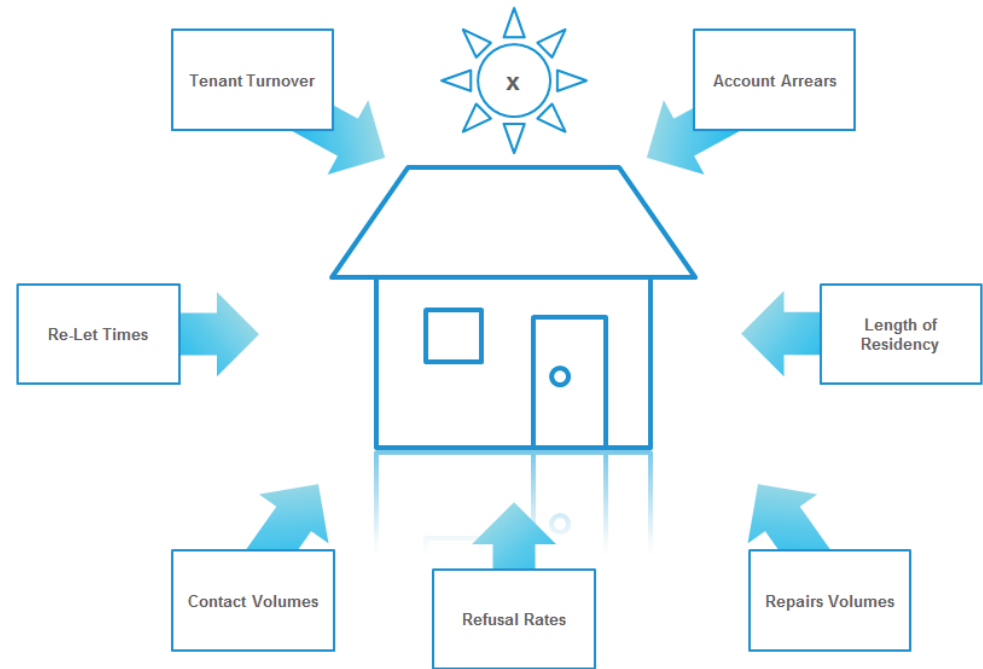 Tenant Turnover
x
Account Arrears
Re-Let Times
Length of
Residency
Contact Volumes
Refusal Rates
Repairs Volumes